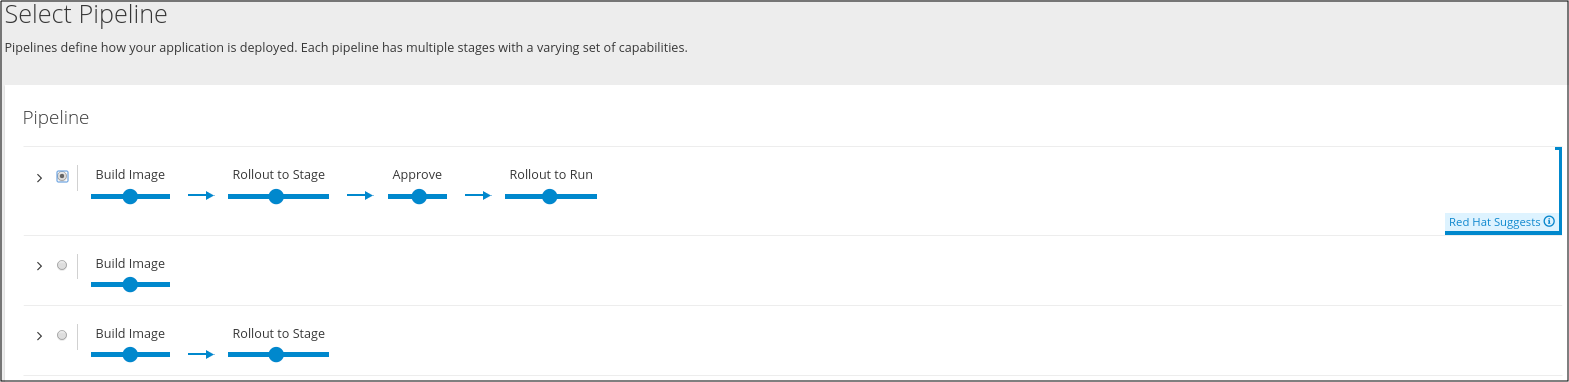 Select Pipeline
Pipelines define how your application is deployed. Each pipeline has multiple stages with a varying set of capabilities.
Pipeline
Build Image Rollout to Stage Approve Rollout to Run
Red Hat Suggests
Build Image
Build Image Rollout to Stage